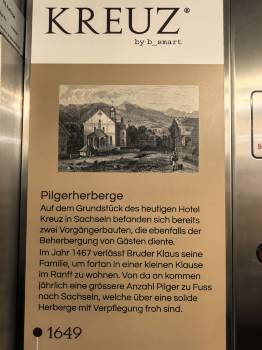 KREUZ®
by b_smart
Pilgerherberge
Auf dem Grundstück des heutigen Hotel
Kreuz in Sachseln befanden sich bereits
zwei Vorgängerbauten, die ebenfalls der
Beherbergung von Gästen diente.
Im Jahr 1467 verlässt Bruder Klaus seine
Familie, um fortan in einer kleinen Klause
im Ranft zu wohnen. Von da an kommen
jährlich eine grössere Anzahl Pilger zu Fuss
nach Sachseln, welche über eine solide
Herberge mit Verpflegung froh sind.
1649